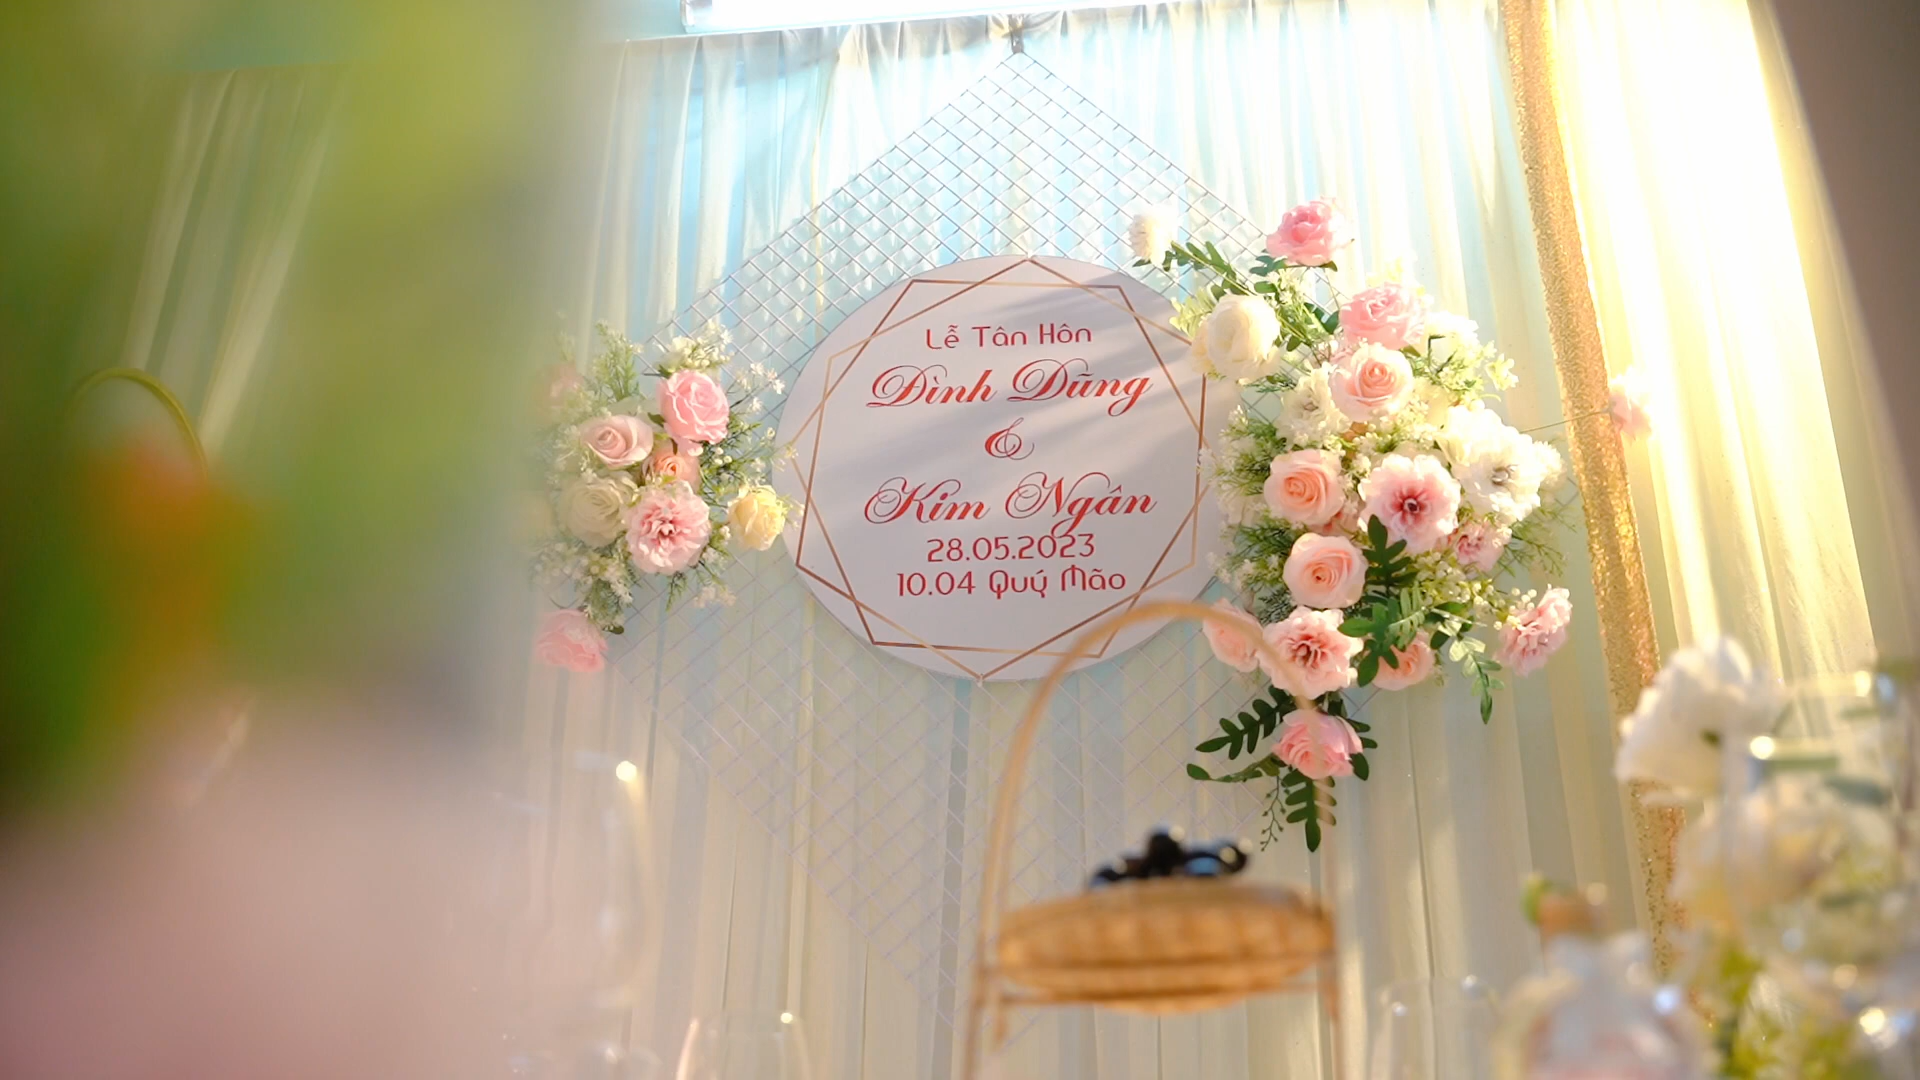 Lễ Tân Hôn
Đình Dũng
&
Kim Ngân
28.05.2023
10.04 Quý Mão